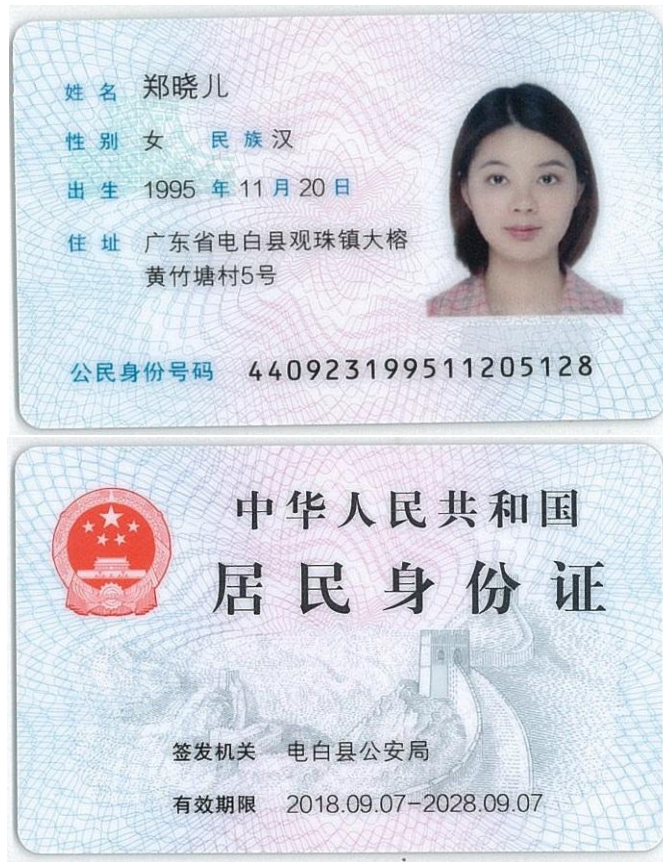 姓名 郑晓儿
性别 女 民族 汉
出生 1995 年 11 月 20 日
住址 广东省电白县观珠镇大榕
黄竹塘村5号
公民身份号码 440923199511205128
中华人民共和国
居民身份证
签发机关 电白县公安局
有效期限 2018.09.07-2028.09.07